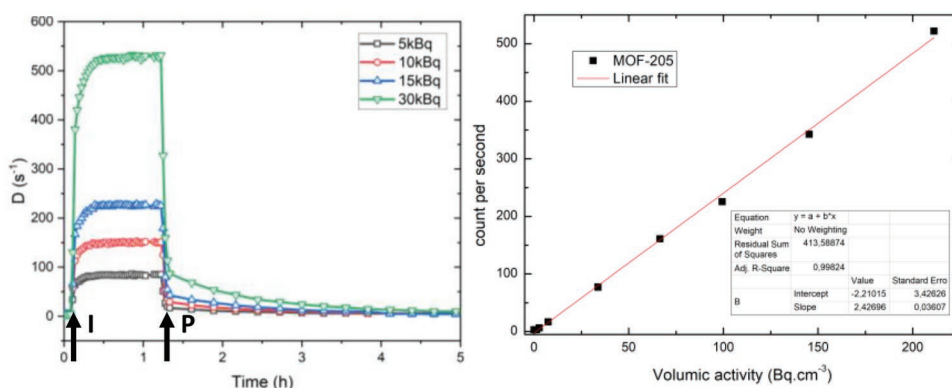 600
500
400
300
200
100
0
D (s⁻¹)
0 1 2 3 4 5
Time (h)
5kBq
10kBq
15kBq
30kBq
I
P
500
400
300
200
100
0
count per second
0 50 100 150 200
Volumic activity (Bq.cm⁻³)
MOF-205
Linear fit
Equation y = a + b*x
Weight No Weighting
Residual Sum of Squares 413,58874
Adj. R-Square 0,99824
Value Standard Erro
B Intercept -2,21015 3,42626
Slope 2,42696 0,03607